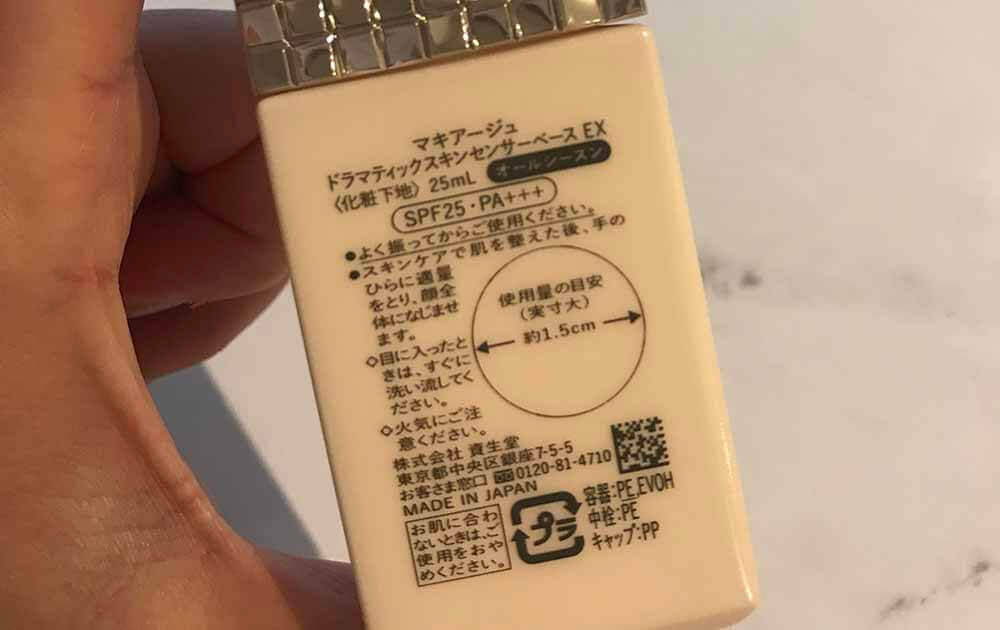 マキアージュ
ドラマティックスキンセンサーベース EX
〈化粧下地〉 25mL オールシーズン
SPF25・PA+++
●よく振ってからご使用ください。
●スキンケアで肌を整えた後、手の
ひらに適量
をとり、顔全
体になじませ
ます。
使用量の目安
(実寸大)
約1.5cm
◇目に入ったと
きは、すぐに
洗い流してく
ださい。
◇火気にご注
意ください。
株式会社 資生堂
東京都中央区銀座7-5-5
お客さま窓口 0120-81-4710
MADE IN JAPAN
お肌に合わ
ないときは、ご
使用をおや
めください。
プラ
容器:PE,EVOH
中栓:PE
キャップ:PP